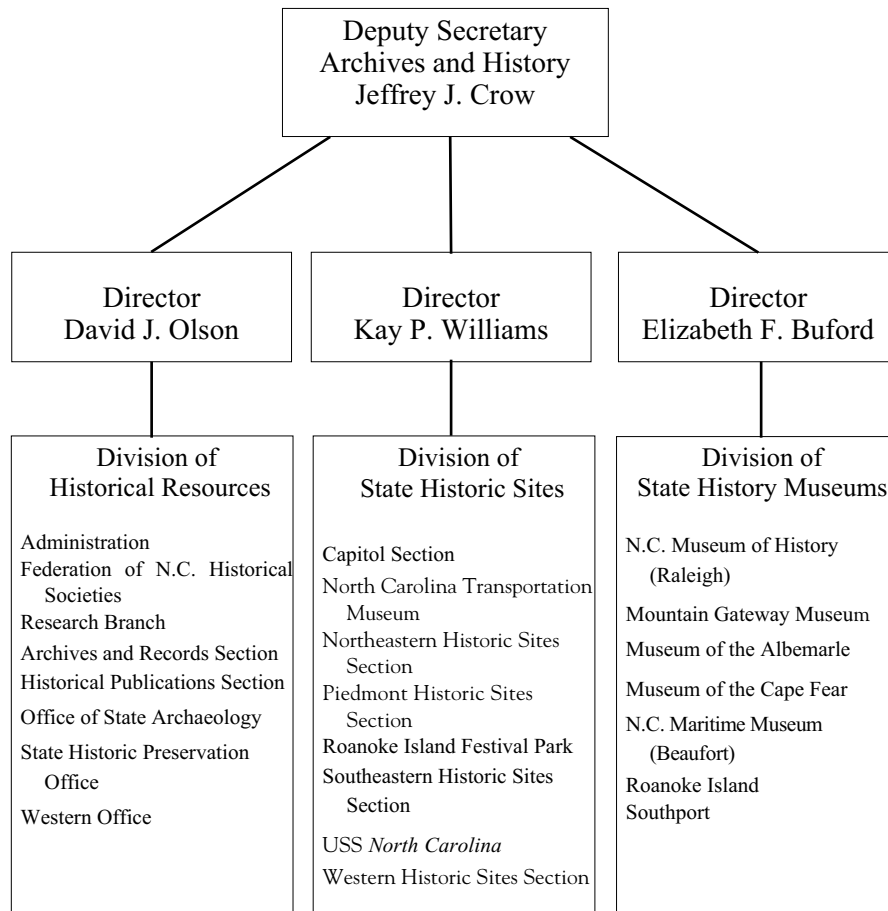 Deputy Secretary
Archives and History
Jeffrey J. Crow
Director
David J. Olson
Director
Kay P. Williams
Director
Elizabeth F. Buford
Division of
Historical Resources
Administration
Federation of N.C. Historical
Societies
Research Branch
Archives and Records Section
Historical Publications Section
Office of State Archaeology
State Historic Preservation
Office
Western Office
Division of
State Historic Sites
Capitol Section
North Carolina Transportation
Museum
Northeastern Historic Sites
Section
Piedmont Historic Sites
Section
Roanoke Island Festival Park
Southeastern Historic Sites
Section
USS North Carolina
Western Historic Sites Section
Division of
State History Museums
N.C. Museum of History
(Raleigh)
Mountain Gateway Museum
Museum of the Albemarle
Museum of the Cape Fear
N.C. Maritime Museum
(Beaufort)
Roanoke Island
Southport